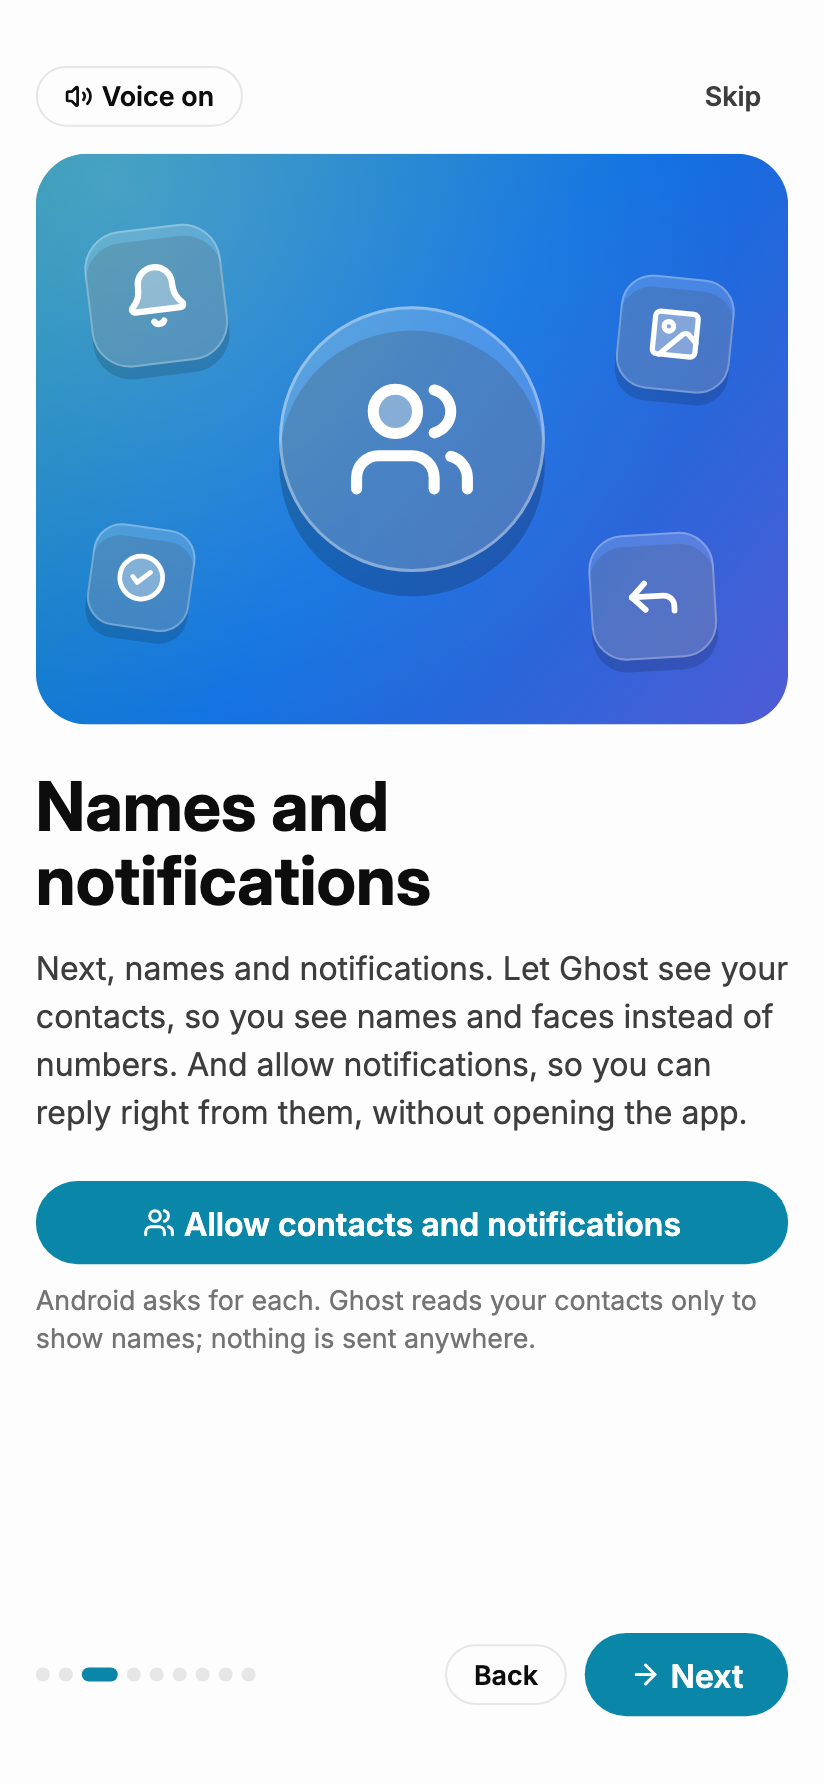 Voice on
Skip
Names and
notifications
Next, names and notifications. Let Ghost see your
contacts, so you see names and faces instead of
numbers. And allow notifications, so you can
reply right from them, without opening the app.
Allow contacts and notifications
Android asks for each. Ghost reads your contacts only to
show names; nothing is sent anywhere.
Back
Next